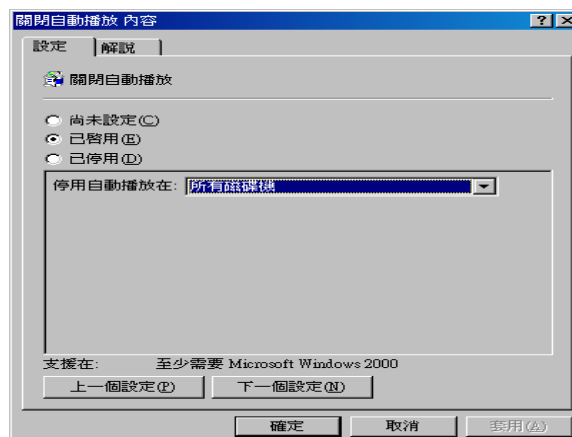 關閉自動播放 內容
設定
解說
關閉自動播放
尚未設定(C)
已啓用(E)
已停用(D)
停用自動播放在: 所有磁碟機
支援在: 至少需要 Microsoft Windows 2000
上一個設定(P) 下一個設定(N)
確定 取消 套用(A)